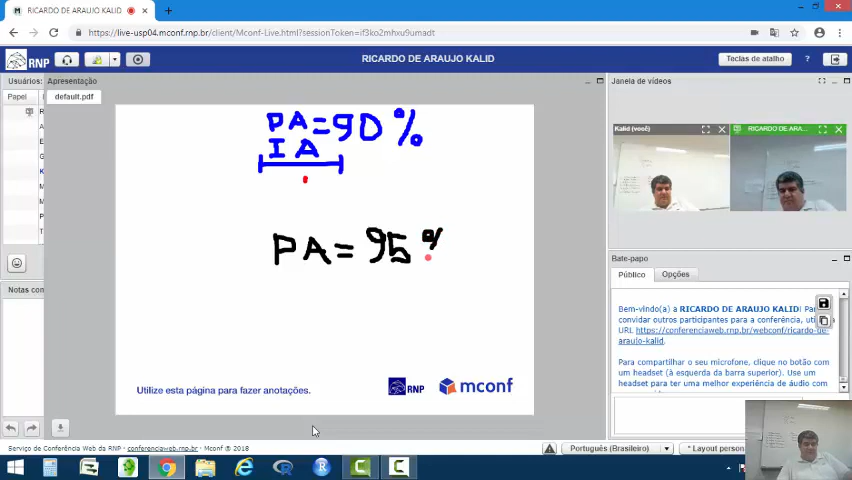 RICARDO DE ARAUJO KALID
https://live-usp04.mconf.rnp.br/client/Mconf-Live.html?sessionToken=if3ko2mhxu9umadt
RNP
RICARDO DE ARAUJO KALID
Teclas de atalho
?
Usuários:
Apresentação
Janela de vídeos
Papel
default.pdf
Kalid (você)
RICARDO DE ARA...
PA=90%
IA
PA=95%
Notas com
Utilize esta página para fazer anotações.
RNP
mconf
Bate-papo
Público
Opções
Bem-vindo(a) a RICARDO DE ARAUJO KALID! Par
convidar outros participantes para a conferência, utili
URL https://conferenciaweb.rnp.br/webconf/ricardo-de-
araujo-kalid.
Para compartilhar o seu microfone, clique no botão com
um headset (à esquerda da barra superior). Use um
headset para ter uma melhor experiência de áudio com
Serviço de Conferência Web da RNP - conferenciaweb.rnp.br - Mconf ® 2018
Português (Brasileiro)
* Layout person